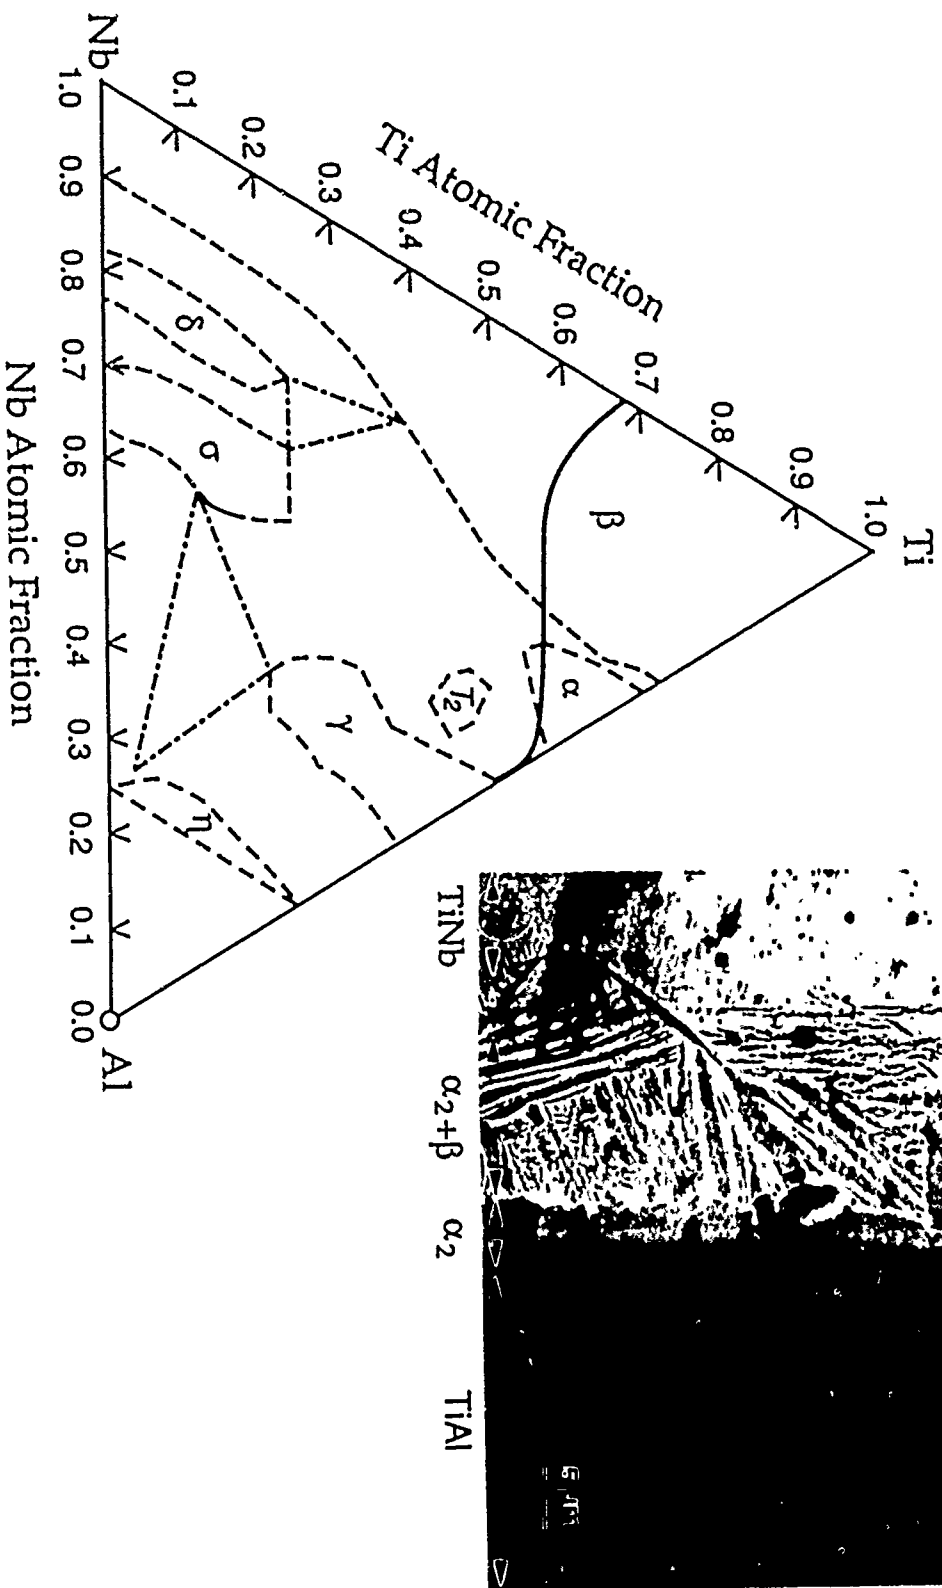 Ti
1.0
0.9
0.8
0.7
0.6
0.5
0.4
0.3
0.2
0.1
Ti Atomic Fraction
β
α
T2
γ
δ
σ
η
Nb
Al
1.0 0.9 0.8 0.7 0.6 0.5 0.4 0.3 0.2 0.1 0.0
Nb Atomic Fraction
TiNb α2+β α2 TiAl